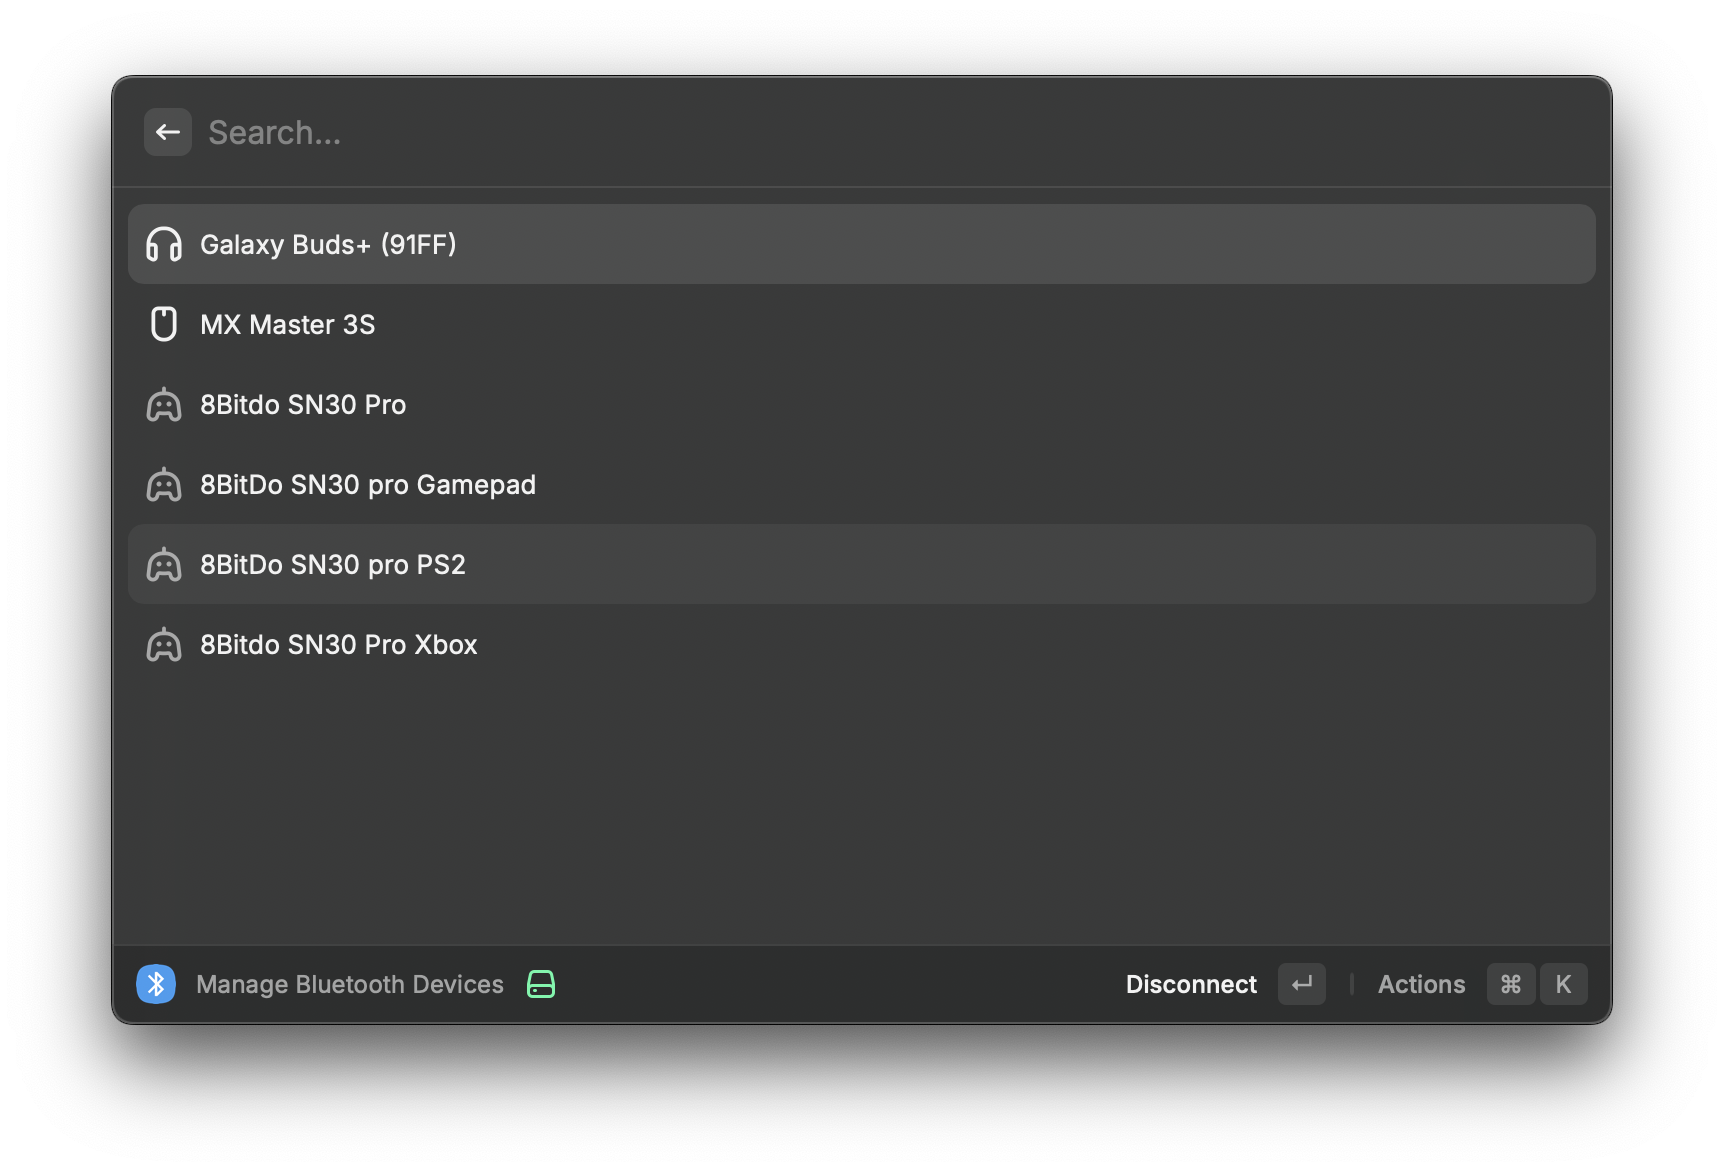 Search...
Galaxy Buds+ (91FF)
MX Master 3S
8Bitdo SN30 Pro
8BitDo SN30 pro Gamepad
8BitDo SN30 pro PS2
8Bitdo SN30 Pro Xbox
Manage Bluetooth Devices Disconnect ↵ Actions ⌘ K